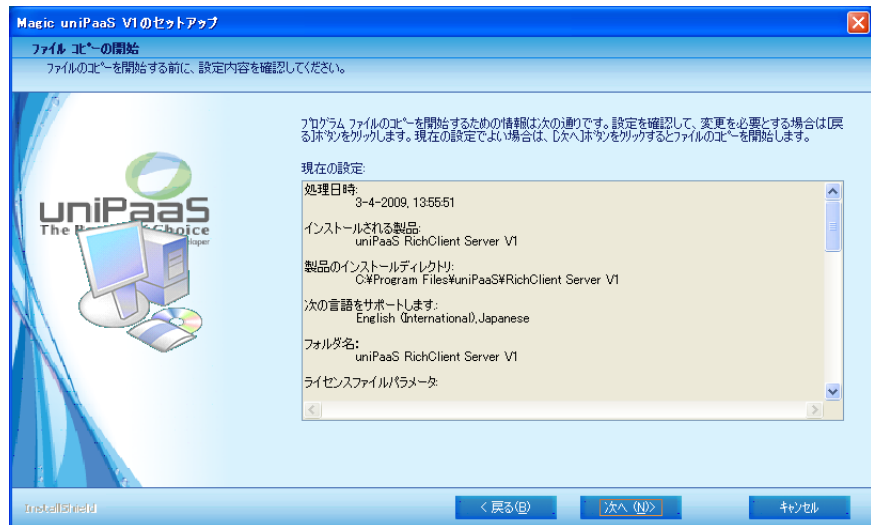 Magic uniPaaS V1のセットアップ
ファイル コピーの開始
ファイルのコピーを開始する前に、設定内容を確認してください。
プログラム ファイルのコピーを開始するための情報は次の通りです。設定を確認して、変更を必要とする場合は[戻
る]ボタンをクリックします。現在の設定でよい場合は、[次へ]ボタンをクリックするとファイルのコピーを開始します。
現在の設定:
処理日時:
3-4-2009, 13:55:51
インストールされる製品:
uniPaaS RichClient Server V1
製品のインストールディレクトリ:
C:¥Program Files¥uniPaaS¥RichClient Server V1
次の言語をサポートします.:
English (International),Japanese
フォルダ名:
uniPaaS RichClient Server V1
ライセンスファイルパラメータ:
uniPaaS
The Choice
loper
InstallShield
< 戻る(B)
次へ (N)>
キャンセル